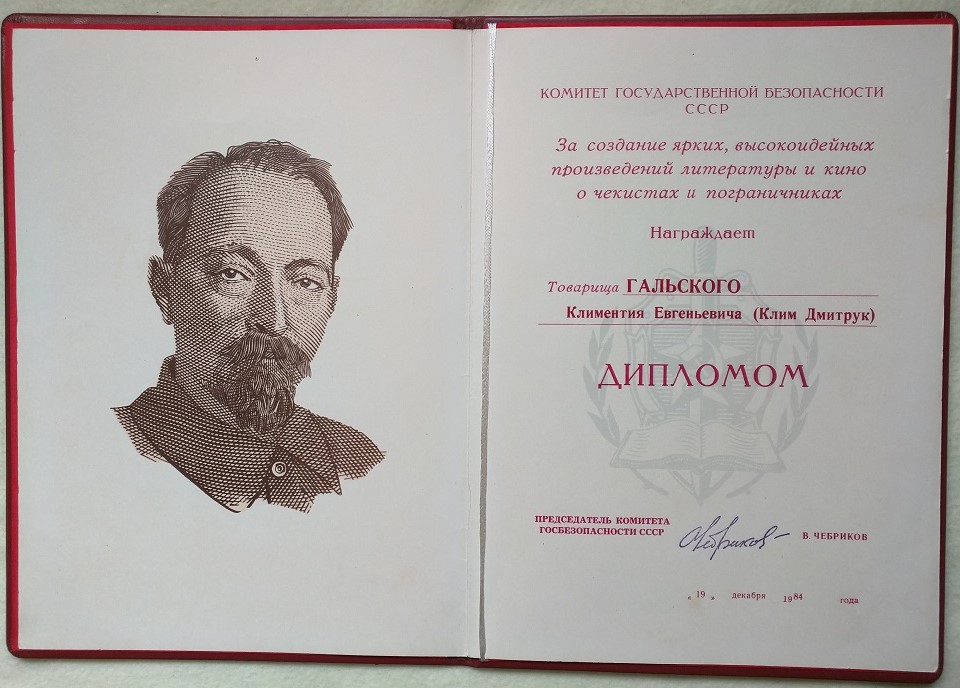 КОМИТЕТ ГОСУДАРСТВЕННОЙ БЕЗОПАСНОСТИ
СССР
За создание ярких, высокоидейных
произведений литературы и кино
о чекистах и пограничниках
Награждает
Товарища ГАЛЬСКОГО
Климентия Евгеньевича (Клим Дмитрук)
ДИПЛОМОМ
ПРЕДСЕДАТЕЛЬ КОМИТЕТА
ГОСБЕЗОПАСНОСТИ СССР
Чебриков
В. ЧЕБРИКОВ
« 19 » декабря 1984 года